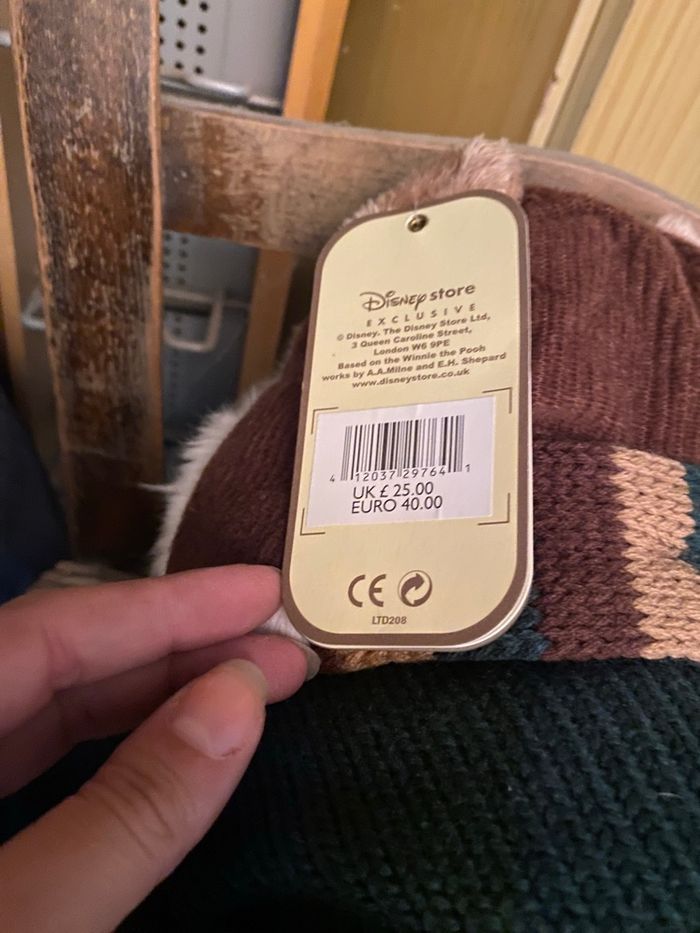 Disney store
EXCLUSIVE
© Disney. The Disney Store Ltd,
3 Queen Caroline Street,
London W6 9PE
Based on the Winnie the Pooh
works by A.A.Milne and E.H. Shepard
www.disneystore.co.uk
4 12037 29764 1
UK £ 25.00
EURO 40.00
CE
LTD208